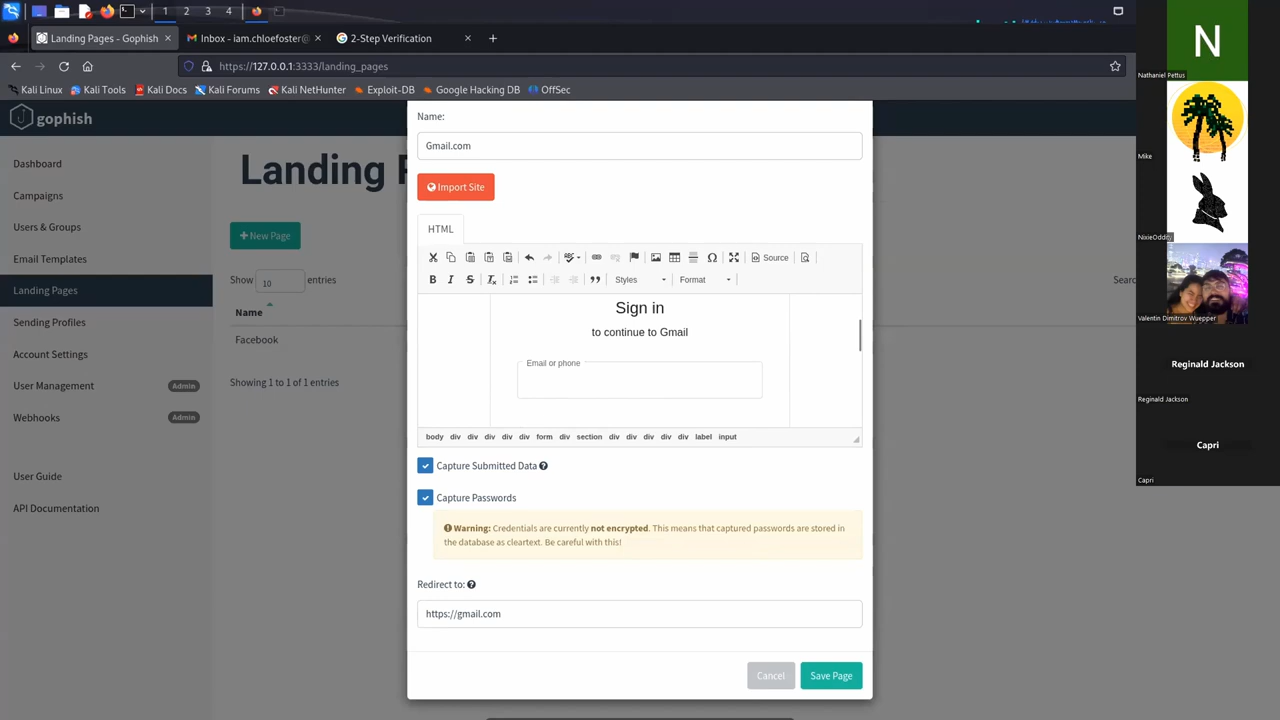 1 2 3 4
Landing Pages - Gophish
Inbox - iam.chloefoster@
2-Step Verification
https://127.0.0.1:3333/landing_pages
Kali Linux
Kali Tools
Kali Docs
Kali Forums
Kali NetHunter
Exploit-DB
Google Hacking DB
OffSec
gophish
Dashboard
Campaigns
Users & Groups
Email Templates
Landing Pages
Sending Profiles
Account Settings
User Management Admin
Webhooks Admin
User Guide
API Documentation
Landing P
New Page
Show 10 entries
Name
Facebook
Showing 1 to 1 of 1 entries
Searc
Name:
Gmail.com
Import Site
HTML
Source
Styles
Format
Sign in
to continue to Gmail
Email or phone
body div div div div div form div section div div div div div label input
Capture Submitted Data
Capture Passwords
Warning: Credentials are currently not encrypted. This means that captured passwords are stored in
the database as cleartext. Be careful with this!
Redirect to:
https://gmail.com
Cancel
Save Page
N
Nathaniel Pettus
Mike
NixieOddity
Valentin Dimitrov Wuepper
Reginald Jackson
Reginald Jackson
Capri
Capri